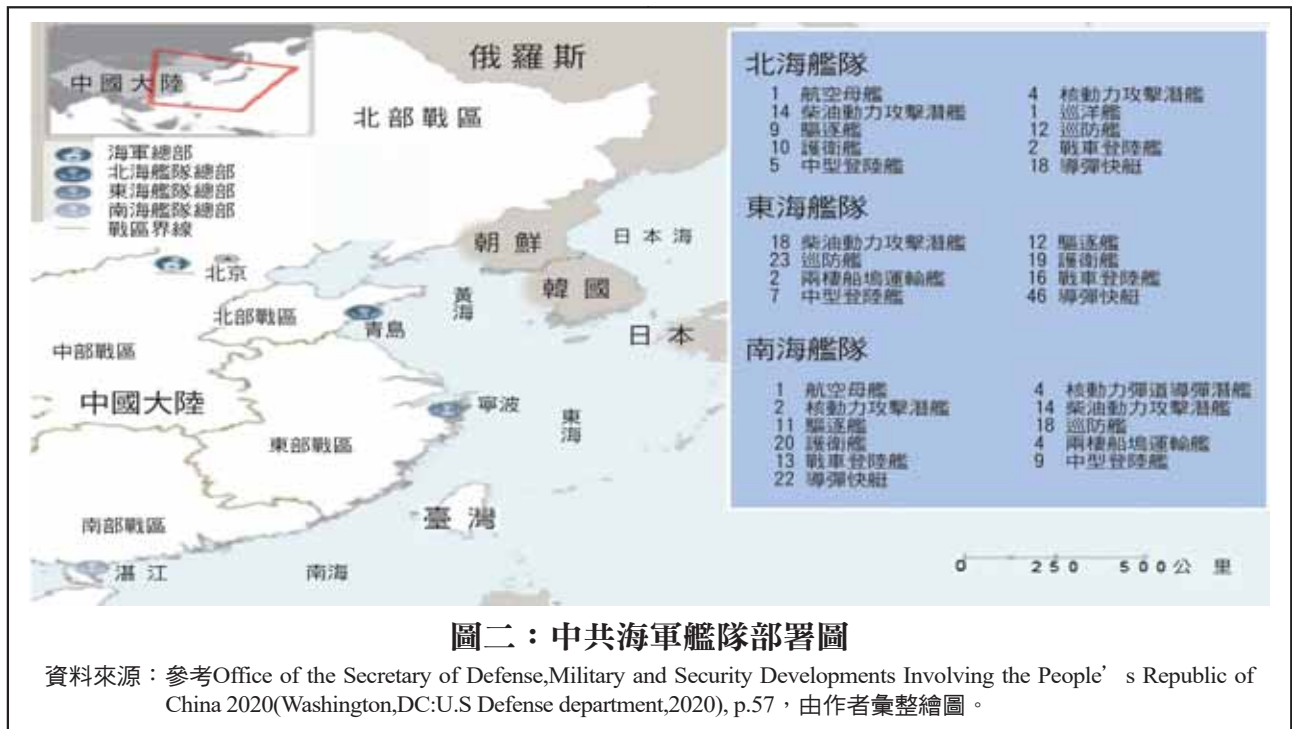 俄羅斯
中國大陸
北部戰區
海軍總部
北海艦隊總部
東海艦隊總部
南海艦隊總部
戰區界線
朝鮮
日本海
北京
韓國
黃海
北部戰區
青島
日本
中部戰區
中國大陸
寧波
東海
東部戰區
臺灣
南部戰區
湛江
南海
北海艦隊
1 航空母艦
14 柴油動力攻擊潛艦
9 驅逐艦
10 護衛艦
5 中型登陸艦
4 核動力攻擊潛艦
1 巡洋艦
12 巡防艦
2 戰車登陸艦
18 導彈快艇
東海艦隊
18 柴油動力攻擊潛艦
23 巡防艦
2 兩棲船塢運輸艦
7 中型登陸艦
12 驅逐艦
19 護衛艦
16 戰車登陸艦
46 導彈快艇
南海艦隊
1 航空母艦
2 核動力攻擊潛艦
11 驅逐艦
20 護衛艦
13 戰車登陸艦
22 導彈快艇
4 核動力彈道導彈潛艦
14 柴油動力攻擊潛艦
18 巡防艦
4 兩棲船塢運輸艦
9 中型登陸艦
0 250 500公里
圖二：中共海軍艦隊部署圖
資料來源：參考Office of the Secretary of Defense,Military and Security Developments Involving the People’s Republic of
China 2020(Washington,DC:U.S Defense department,2020), p.57，由作者彙整繪圖。